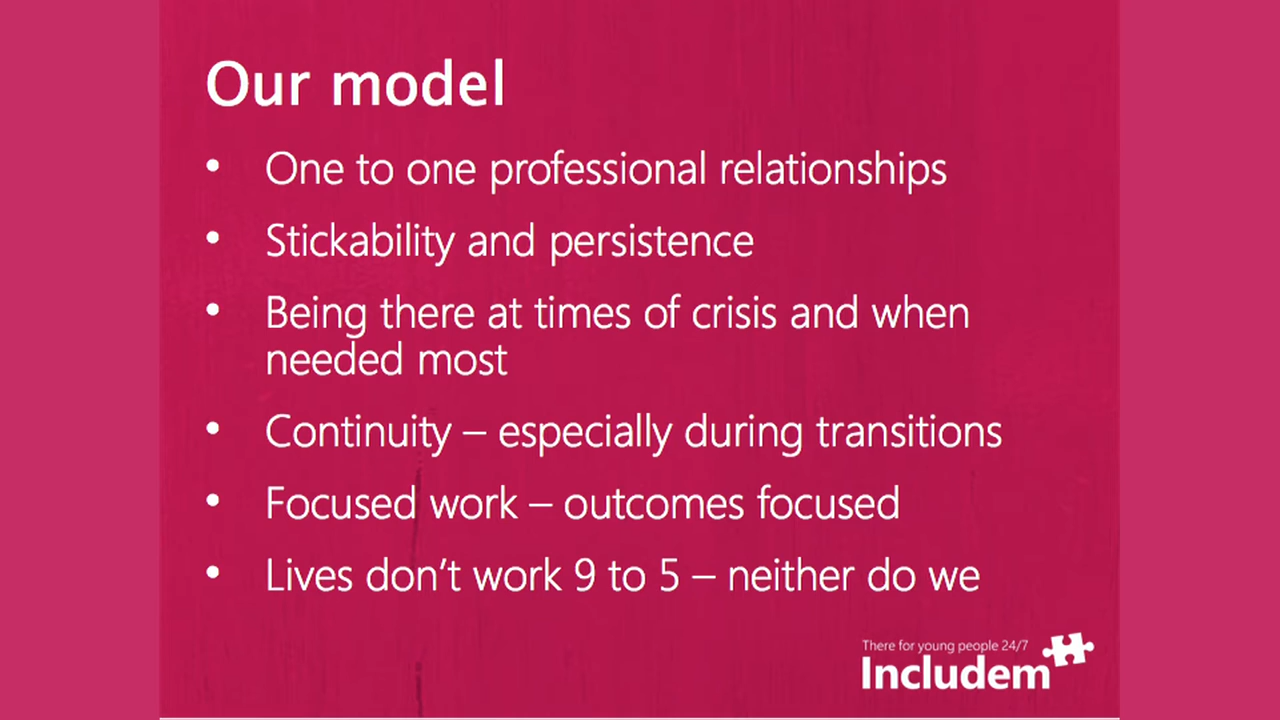 Our model
• One to one professional relationships
• Stickability and persistence
• Being there at times of crisis and when
needed most
• Continuity – especially during transitions
• Focused work – outcomes focused
• Lives don’t work 9 to 5 – neither do we
There for young people 24/7
Includem